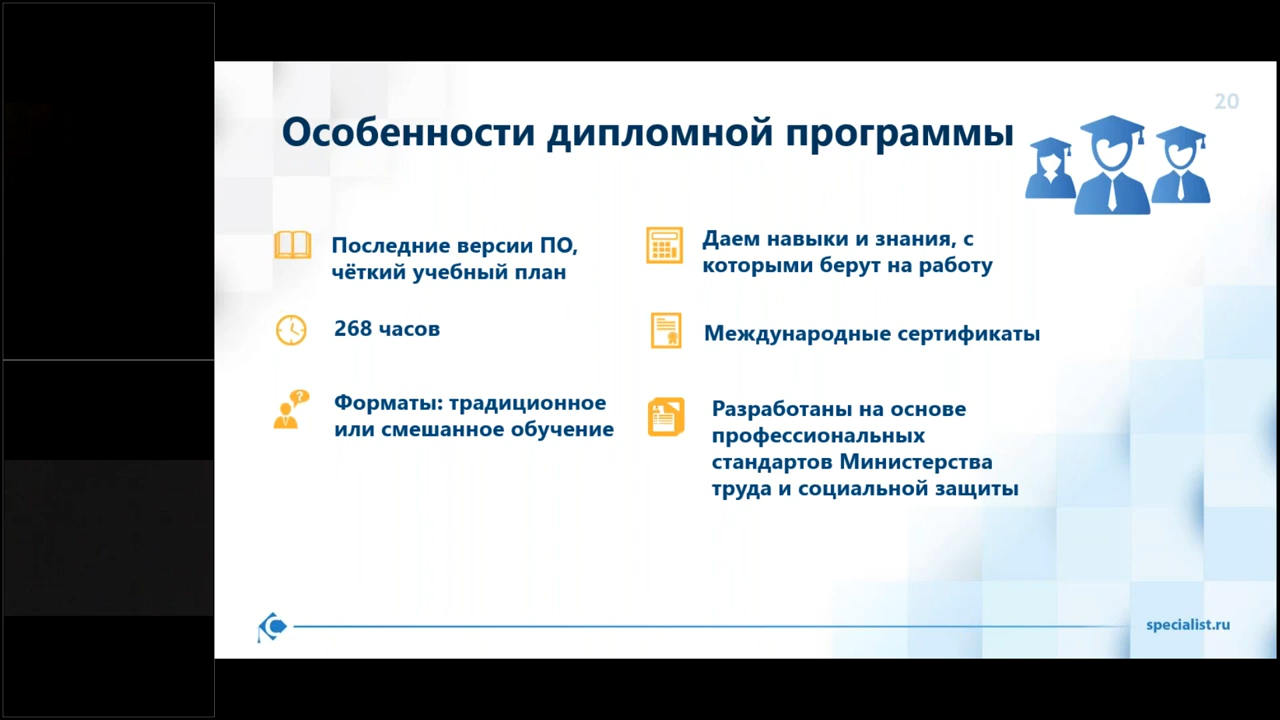 20
Особенности дипломной программы
Последние версии ПО,
чёткий учебный план
268 часов
Форматы: традиционное
или смешанное обучение
Даем навыки и знания, с
которыми берут на работу
Международные сертификаты
Разработаны на основе
профессиональных
стандартов Министерства
труда и социальной защиты
specialist.ru